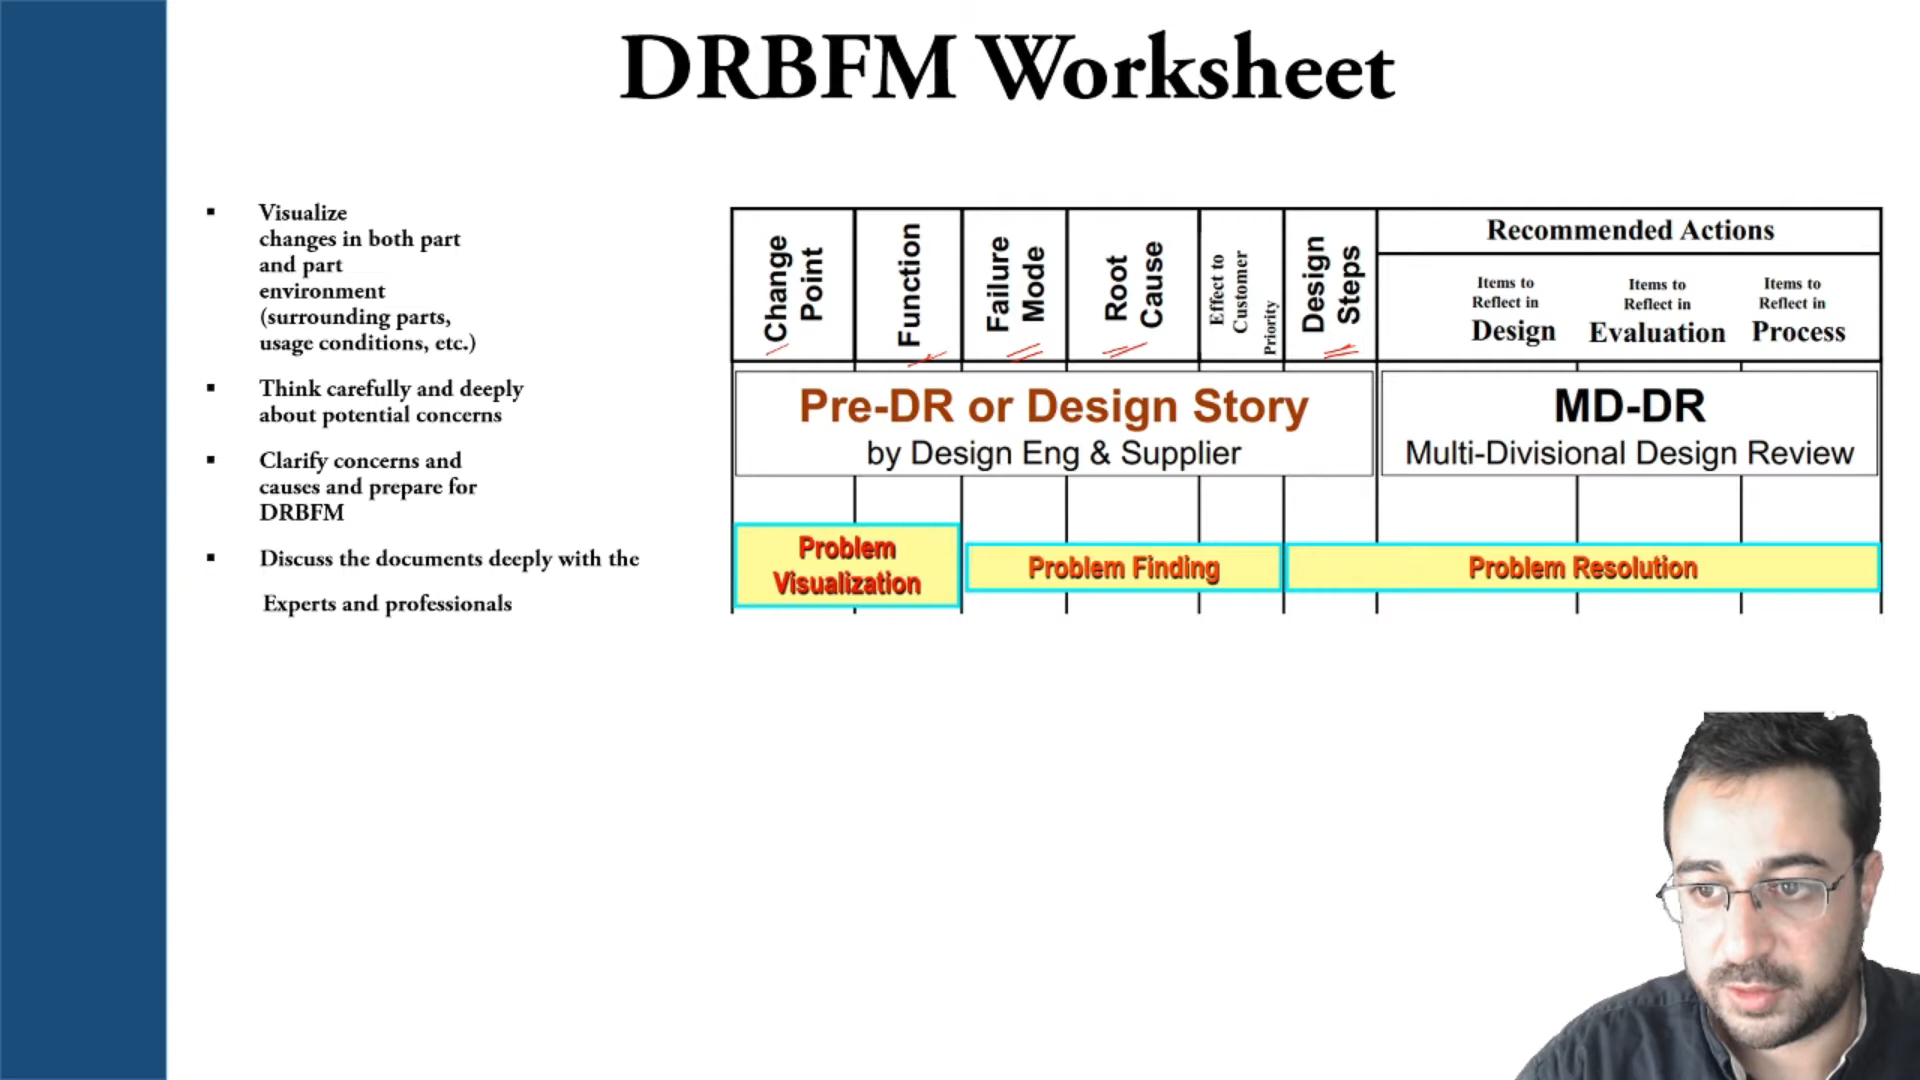 DRBFM Worksheet
Visualize
changes in both part
and part
environment
(surrounding parts,
usage conditions, etc.)
Think carefully and deeply
about potential concerns
Clarify concerns and
causes and prepare for
DRBFM
Discuss the documents deeply with the
Experts and professionals
Change
Point
Function
Failure
Mode
Root
Cause
Effect to
Customer
Priority
Design
Steps
Recommended Actions
Items to
Reflect in
Design
Items to
Reflect in
Evaluation
Items to
Reflect in
Process
Pre-DR or Design Story
by Design Eng & Supplier
MD-DR
Multi-Divisional Design Review
Problem
Visualization
Problem Finding
Problem Resolution